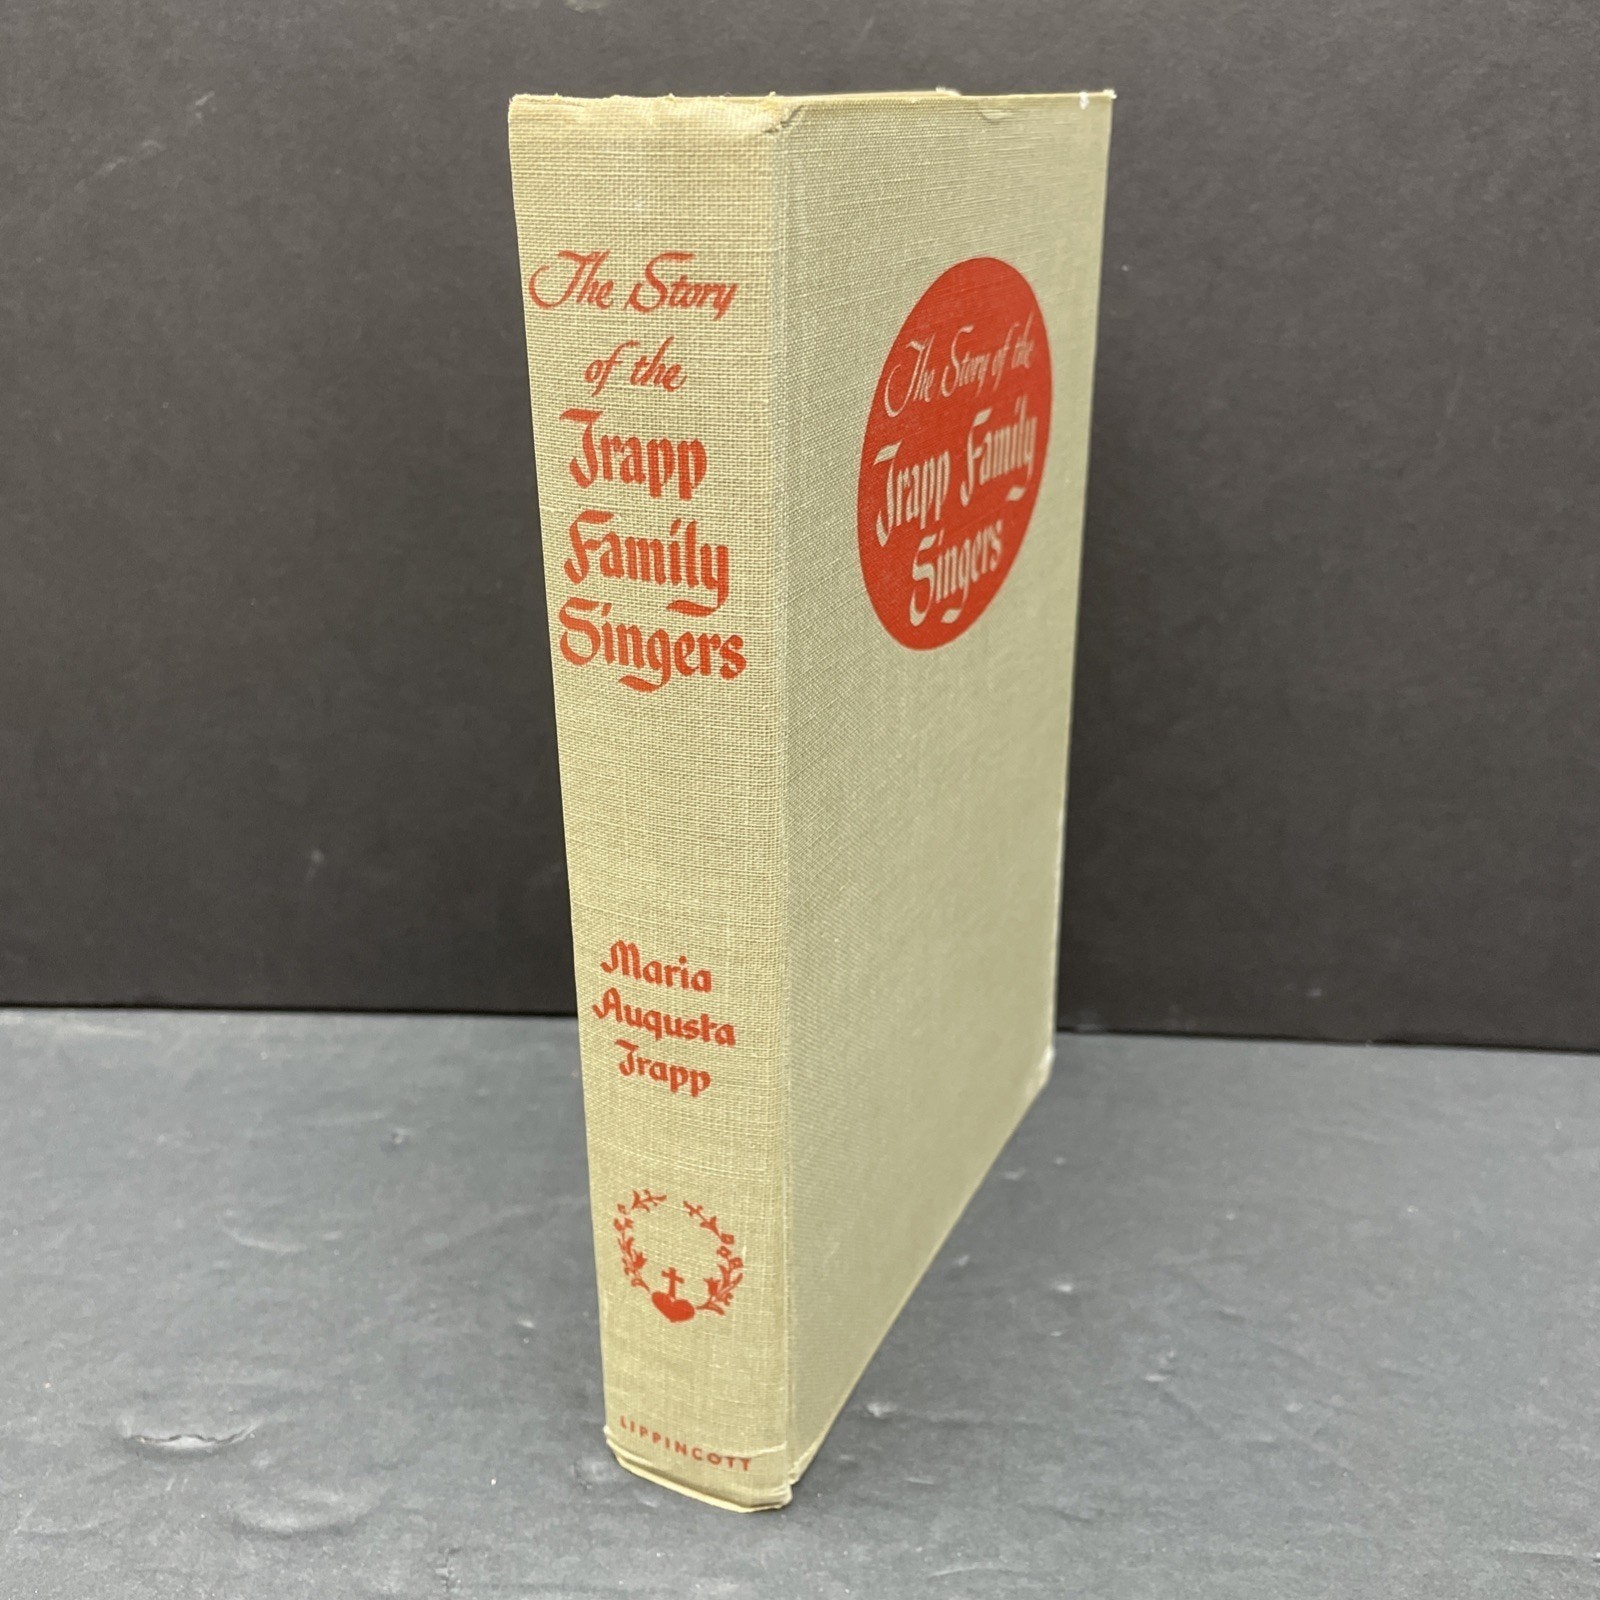 The Story
of the
Trapp
Family
Singers
Maria
Augusta
Trapp
LIPPINCOTT
The Story of the
Trapp Family
Singers